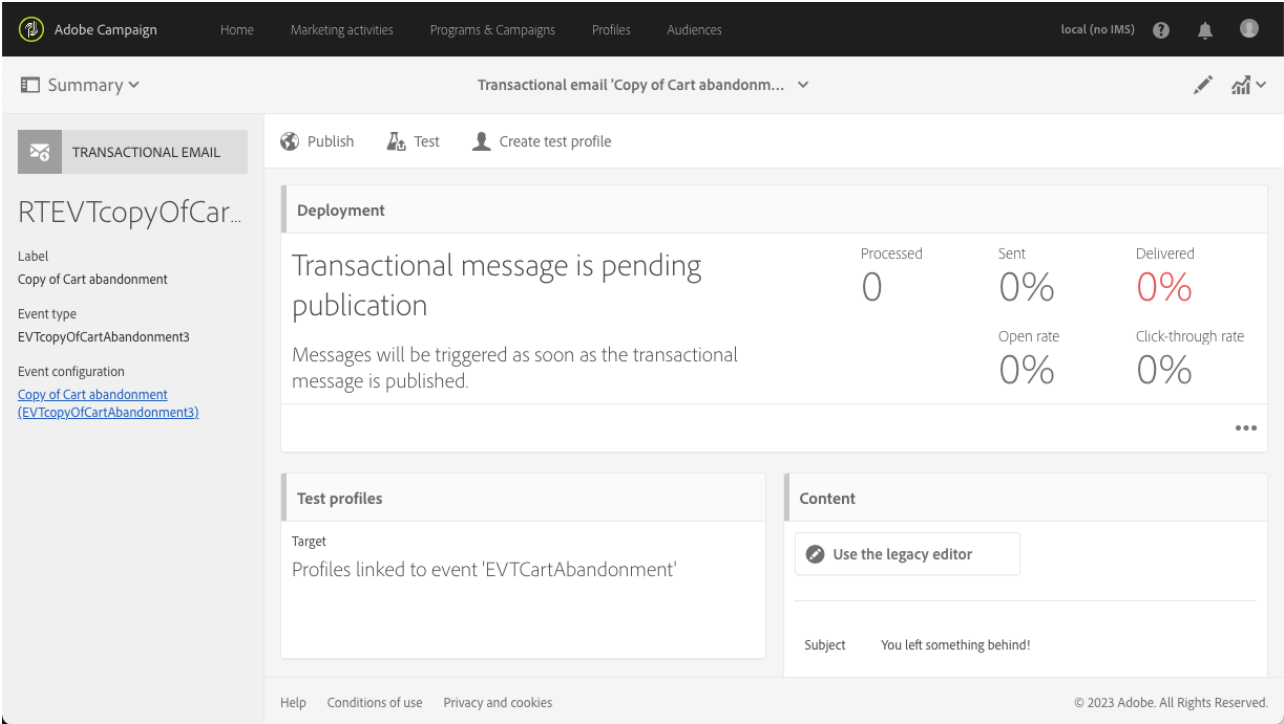 Adobe Campaign
Home
Marketing activities
Programs & Campaigns
Profiles
Audiences
local (no IMS)
Summary
Transactional email 'Copy of Cart abandonm...
TRANSACTIONAL EMAIL
Publish
Test
Create test profile
RTEVTcopyOfCar...
Label
Copy of Cart abandonment
Event type
EVTcopyOfCartAbandonment3
Event configuration
Copy of Cart abandonment
(EVTcopyOfCartAbandonment3)
Deployment
Transactional message is pending
publication
Messages will be triggered as soon as the transactional
message is published.
Processed
0
Sent
0%
Delivered
0%
Open rate
0%
Click-through rate
0%
Test profiles
Target
Profiles linked to event 'EVTCartAbandonment'
Content
Use the legacy editor
Subject
You left something behind!
Help
Conditions of use
Privacy and cookies
© 2023 Adobe. All Rights Reserved.